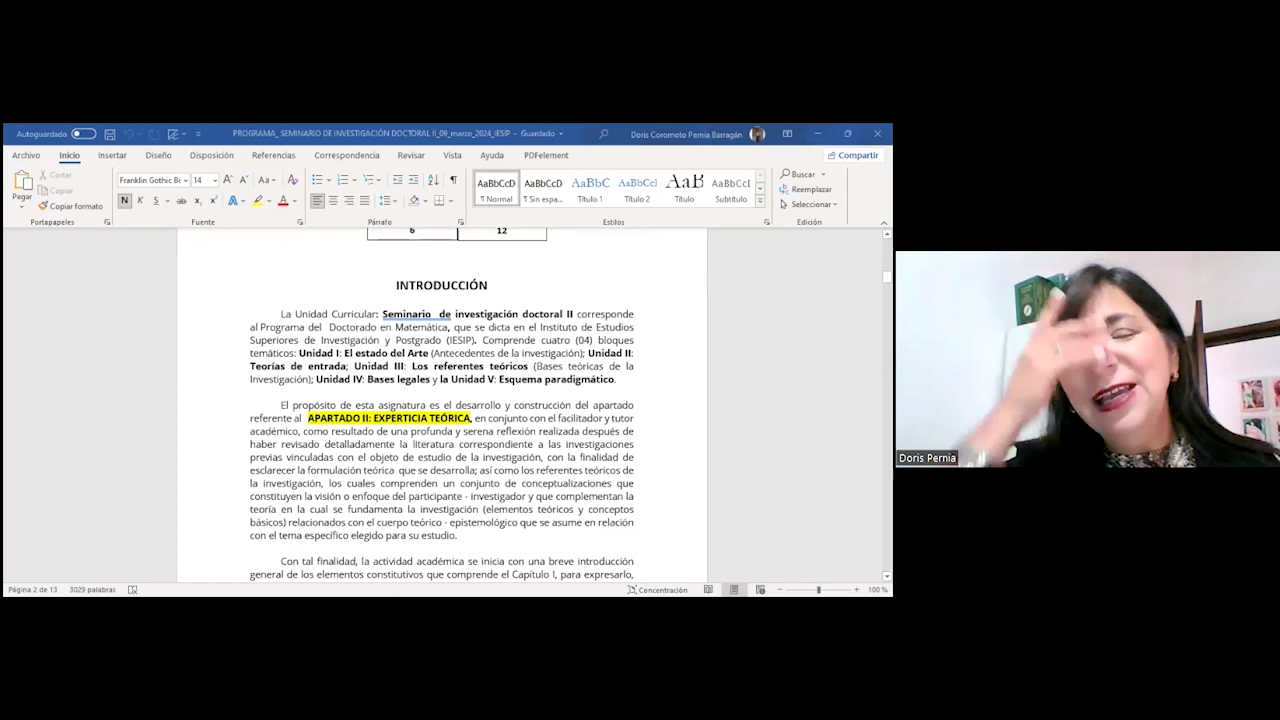 Autoguardado
PROGRAMA_ SEMINARIO DE INVESTIGACIÓN DOCTORAL II_09_marzo_2024_IESIP - Guardado
Doris Coromoto Pernia Barragán
Archivo Inicio Insertar Diseño Disposición Referencias Correspondencia Revisar Vista Ayuda PDFelement Compartir
Pegar
Cortar
Copiar
Copiar formato
Portapapeles
Franklin Gothic B 14
Aa
N K S ab x₂ x² A A
Fuente
Párrafo
AaBbCcD AaBbCcD AaBbC AaBbCcI AaB AaBbCcD
¶ Normal ¶ Sin espa... Título 1 Título 2 Título Subtítulo
Estilos
Buscar
Reemplazar
Seleccionar
Edición
6 12
INTRODUCCIÓN
La Unidad Curricular: Seminario de investigación doctoral II corresponde
al Programa del Doctorado en Matemática, que se dicta en el Instituto de Estudios
Superiores de Investigación y Postgrado (IESIP). Comprende cuatro (04) bloques
temáticos: Unidad I: El estado del Arte (Antecedentes de la investigación); Unidad II:
Teorías de entrada; Unidad III: Los referentes teóricos (Bases teóricas de la
Investigación); Unidad IV: Bases legales y la Unidad V: Esquema paradigmático.
El propósito de esta asignatura es el desarrollo y construcción del apartado
referente al APARTADO II: EXPERTICIA TEÓRICA, en conjunto con el facilitador y tutor
académico, como resultado de una profunda y serena reflexión realizada después de
haber revisado detalladamente la literatura correspondiente a las investigaciones
previas vinculadas con el objeto de estudio de la investigación, con la finalidad de
esclarecer la formulación teórica que se desarrolla; así como los referentes teóricos de
la investigación, los cuales comprenden un conjunto de conceptualizaciones que
constituyen la visión o enfoque del participante - investigador y que complementan la
teoría en la cual se fundamenta la investigación (elementos teóricos y conceptos
básicos) relacionados con el cuerpo teórico - epistemológico que se asume en relación
con el tema específico elegido para su estudio.
Con tal finalidad, la actividad académica se inicia con una breve introducción
general de los elementos constitutivos que comprende el Capítulo I, para expresarlo,
Página 2 de 13 3029 palabras Concentración 100 %
Doris Pernia